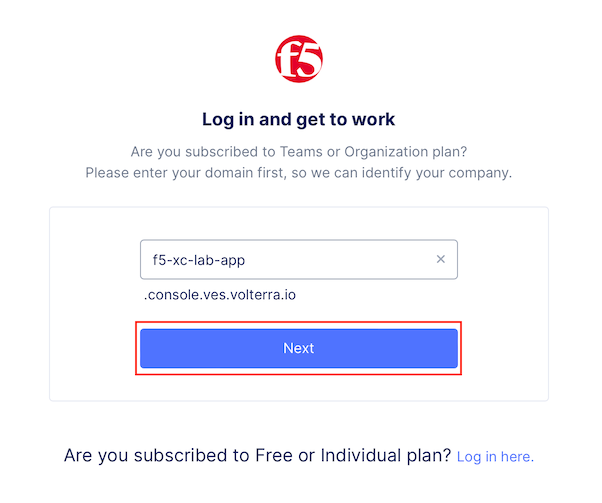 f5
Log in and get to work
Are you subscribed to Teams or Organization plan?
Please enter your domain first, so we can identify your company.
f5-xc-lab-app
.console.ves.volterra.io
Next
Are you subscribed to Free or Individual plan? Log in here.